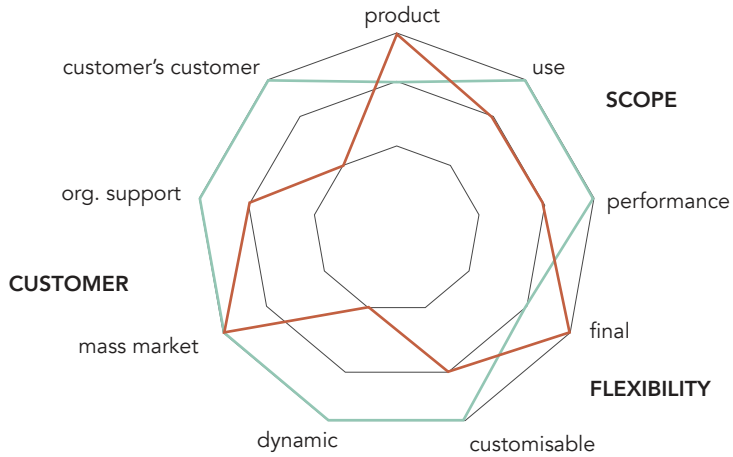 product
customer’s customer
use
SCOPE
org. support
performance
CUSTOMER
mass market
final
FLEXIBILITY
dynamic
customisable